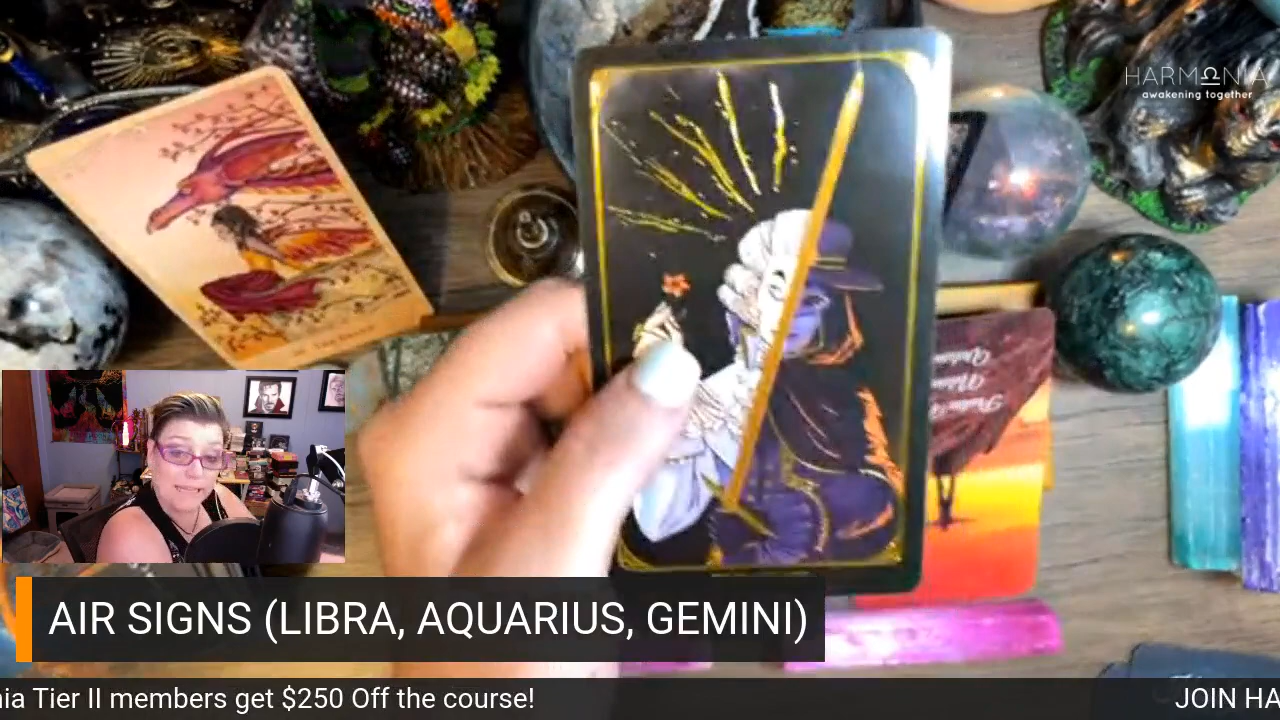 HARMONIA
awakening together
AIR SIGNS (LIBRA, AQUARIUS, GEMINI)
nia Tier II members get $250 Off the course!
JOIN HA